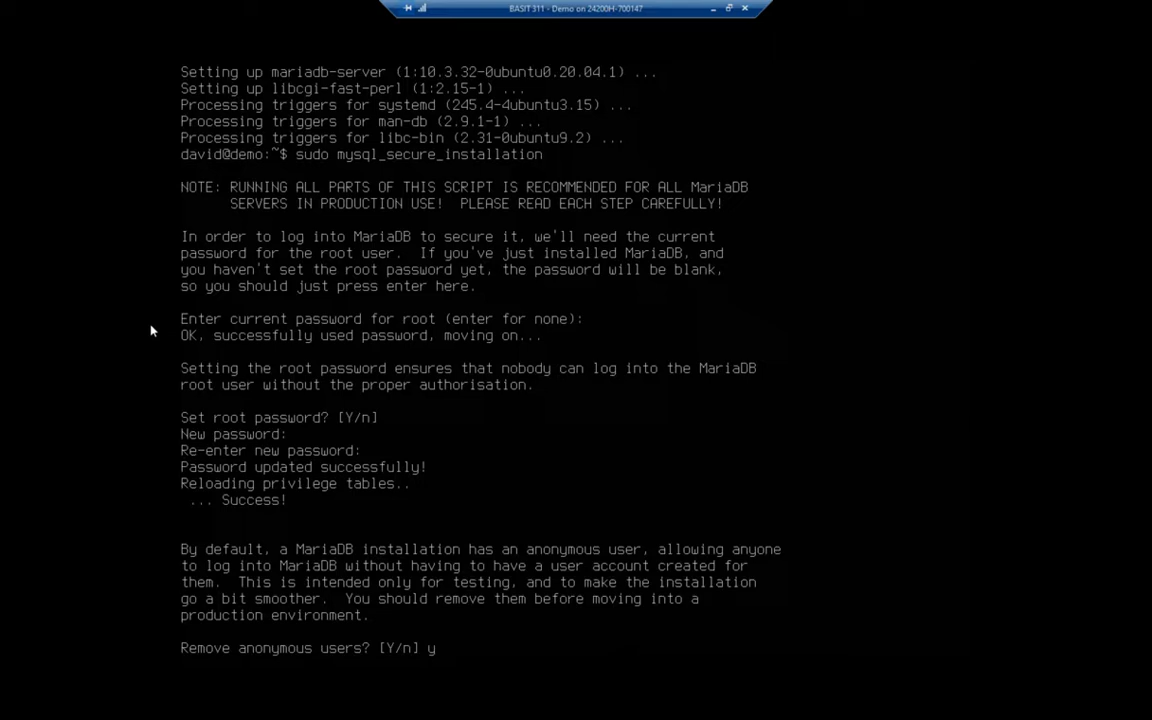 BASIT 311 - Demo on 24200H-700147
Setting up mariadb-server (1:10.3.32-0ubuntu0.20.04.1) ...
Setting up libcgi-fast-perl (1:2.15-1) ...
Processing triggers for systemd (245.4-4ubuntu3.15) ...
Processing triggers for man-db (2.9.1-1) ...
Processing triggers for libc-bin (2.31-0ubuntu9.2) ...
david@demo:~$ sudo mysql_secure_installation
NOTE: RUNNING ALL PARTS OF THIS SCRIPT IS RECOMMENDED FOR ALL MariaDB
SERVERS IN PRODUCTION USE!  PLEASE READ EACH STEP CAREFULLY!
In order to log into MariaDB to secure it, we'll need the current
password for the root user.  If you've just installed MariaDB, and
you haven't set the root password yet, the password will be blank,
so you should just press enter here.
Enter current password for root (enter for none):
OK, successfully used password, moving on...
Setting the root password ensures that nobody can log into the MariaDB
root user without the proper authorisation.
Set root password? [Y/n]
New password:
Re-enter new password:
Password updated successfully!
Reloading privilege tables..
... Success!
By default, a MariaDB installation has an anonymous user, allowing anyone
to log into MariaDB without having to have a user account created for
them.  This is intended only for testing, and to make the installation
go a bit smoother.  You should remove them before moving into a
production environment.
Remove anonymous users? [Y/n] y